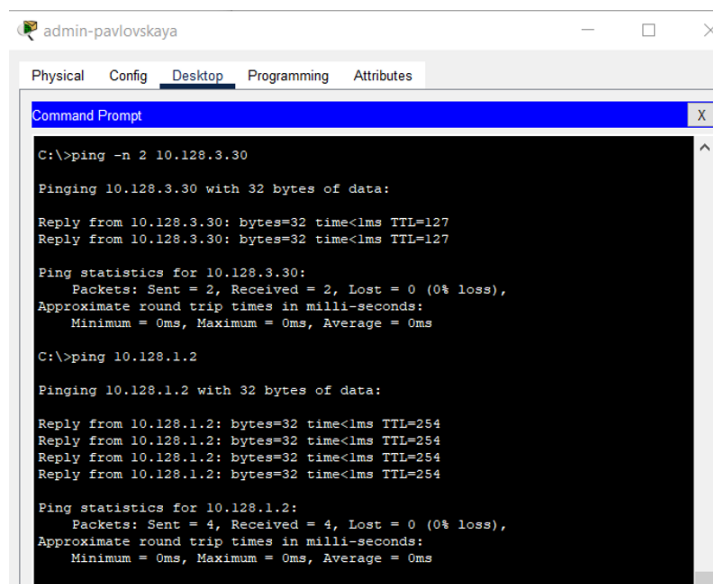 admin-pavlovskaya
Physical Config Desktop Programming Attributes
Command Prompt X
C:\>ping -n 2 10.128.3.30
Pinging 10.128.3.30 with 32 bytes of data:
Reply from 10.128.3.30: bytes=32 time<1ms TTL=127
Reply from 10.128.3.30: bytes=32 time<1ms TTL=127
Ping statistics for 10.128.3.30:
Packets: Sent = 2, Received = 2, Lost = 0 (0% loss),
Approximate round trip times in milli-seconds:
Minimum = 0ms, Maximum = 0ms, Average = 0ms
C:\>ping 10.128.1.2
Pinging 10.128.1.2 with 32 bytes of data:
Reply from 10.128.1.2: bytes=32 time<1ms TTL=254
Reply from 10.128.1.2: bytes=32 time<1ms TTL=254
Reply from 10.128.1.2: bytes=32 time<1ms TTL=254
Reply from 10.128.1.2: bytes=32 time<1ms TTL=254
Ping statistics for 10.128.1.2:
Packets: Sent = 4, Received = 4, Lost = 0 (0% loss),
Approximate round trip times in milli-seconds:
Minimum = 0ms, Maximum = 0ms, Average = 0ms